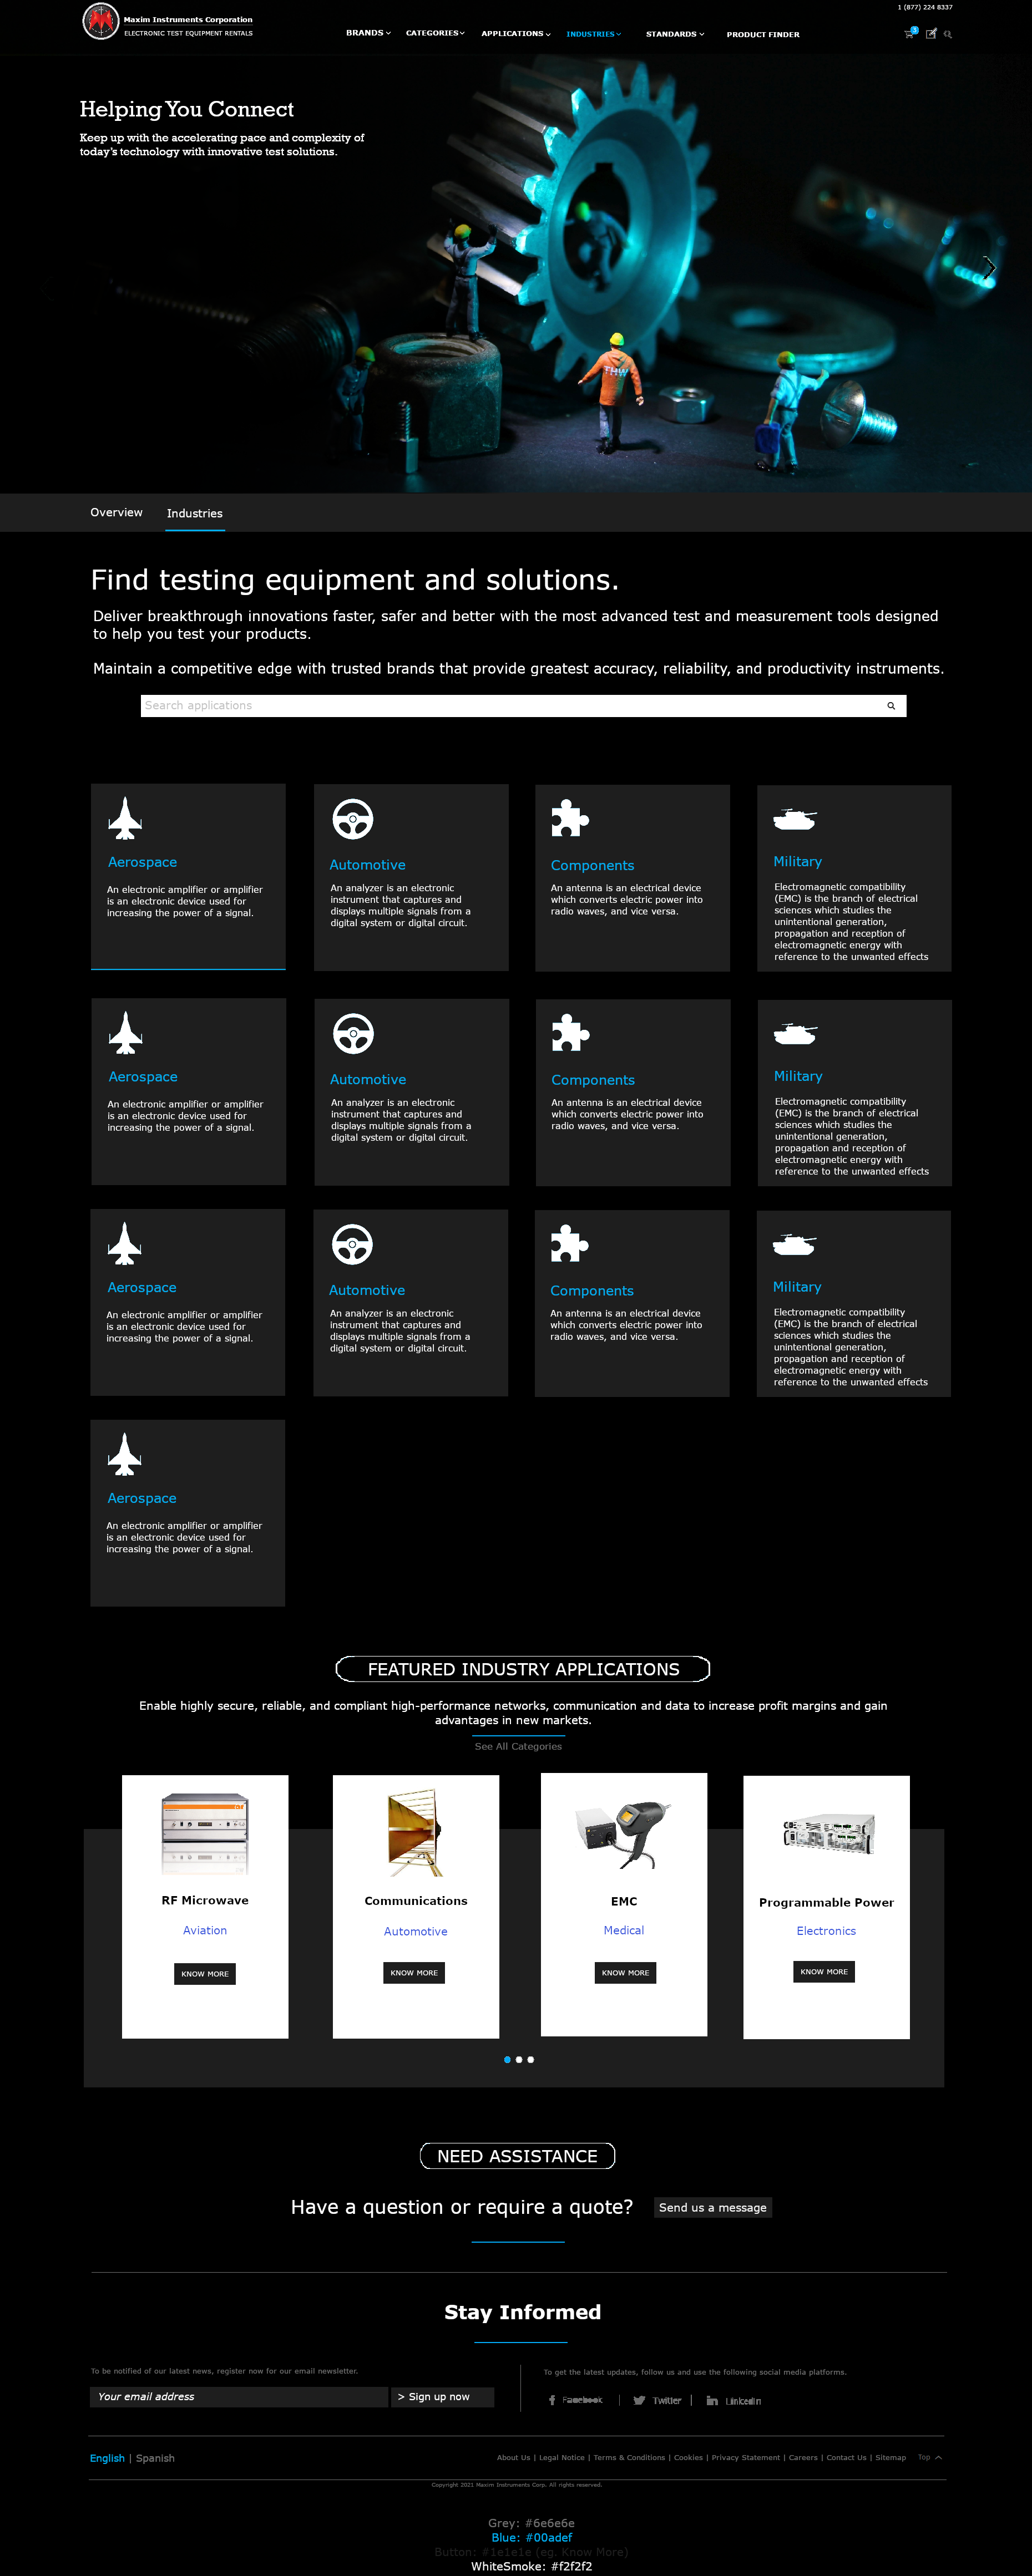 1 (877) 224 8337
Maxim Instruments Corporation
ELECTRONIC TEST EQUIPMENT RENTALS
BRANDS
CATEGORIES
APPLICATIONS
INDUSTRIES
STANDARDS
PRODUCT FINDER
3
Helping You Connect
Keep up with the accelerating pace and complexity of
today's technology with innovative test solutions.
THW
Overview
Industries
Find testing equipment and solutions.
Deliver breakthrough innovations faster, safer and better with the most advanced test and measurement tools designed
to help you test your products.
Maintain a competitive edge with trusted brands that provide greatest accuracy, reliability, and productivity instruments.
Search applications
Aerospace
An electronic amplifier or amplifier
is an electronic device used for
increasing the power of a signal.
Automotive
An analyzer is an electronic
instrument that captures and
displays multiple signals from a
digital system or digital circuit.
Components
An antenna is an electrical device
which converts electric power into
radio waves, and vice versa.
Military
Electromagnetic compatibility
(EMC) is the branch of electrical
sciences which studies the
unintentional generation,
propagation and reception of
electromagnetic energy with
reference to the unwanted effects
Aerospace
An electronic amplifier or amplifier
is an electronic device used for
increasing the power of a signal.
Automotive
An analyzer is an electronic
instrument that captures and
displays multiple signals from a
digital system or digital circuit.
Components
An antenna is an electrical device
which converts electric power into
radio waves, and vice versa.
Military
Electromagnetic compatibility
(EMC) is the branch of electrical
sciences which studies the
unintentional generation,
propagation and reception of
electromagnetic energy with
reference to the unwanted effects
Aerospace
An electronic amplifier or amplifier
is an electronic device used for
increasing the power of a signal.
Automotive
An analyzer is an electronic
instrument that captures and
displays multiple signals from a
digital system or digital circuit.
Components
An antenna is an electrical device
which converts electric power into
radio waves, and vice versa.
Military
Electromagnetic compatibility
(EMC) is the branch of electrical
sciences which studies the
unintentional generation,
propagation and reception of
electromagnetic energy with
reference to the unwanted effects
Aerospace
An electronic amplifier or amplifier
is an electronic device used for
increasing the power of a signal.
FEATURED INDUSTRY APPLICATIONS
Enable highly secure, reliable, and compliant high-performance networks, communication and data to increase profit margins and gain
advantages in new markets.
See All Categories
RF Microwave
Aviation
KNOW MORE
Communications
Automotive
KNOW MORE
EMC
Medical
KNOW MORE
Programmable Power
Electronics
KNOW MORE
NEED ASSISTANCE
Have a question or require a quote?
Send us a message
Stay Informed
To be notified of our latest news, register now for our email newsletter.
Your email address
> Sign up now
To get the latest updates, follow us and use the following social media platforms.
Facebook
Twitter
LinkedIn
English | Spanish
About Us | Legal Notice | Terms & Conditions | Cookies | Privacy Statement | Careers | Contact Us | Sitemap
Top
Copyright 2021 Maxim Instruments Corp. All rights reserved.
Grey: #6e6e6e
Blue: #00adef
Button: #1e1e1e (eg. Know More)
WhiteSmoke: #f2f2f2